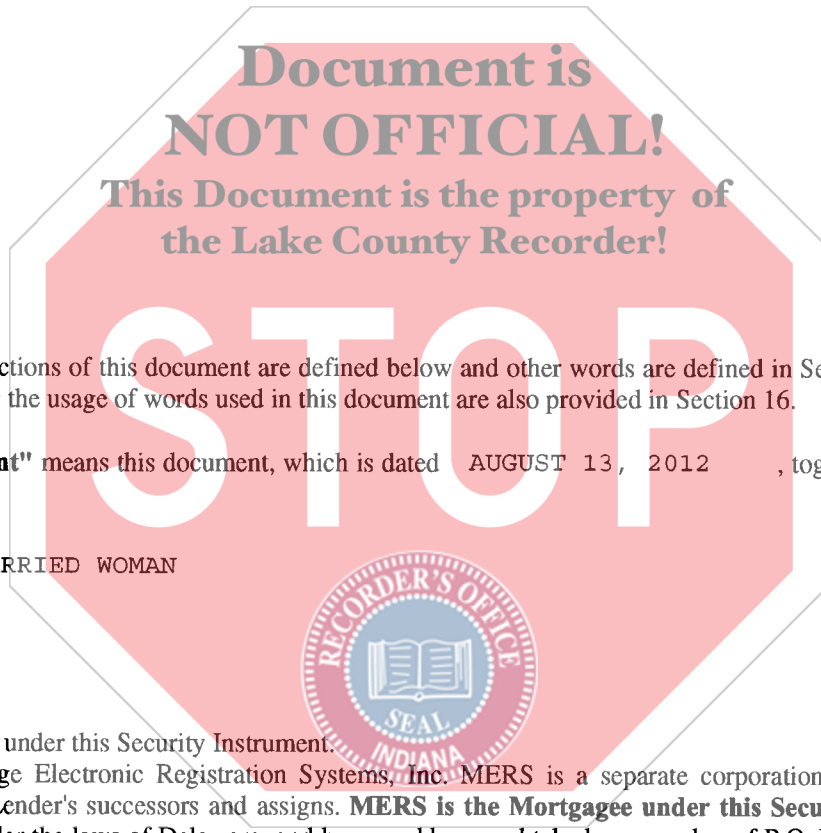 Document is
NOT OFFICIAL!
This Document is the property of
the Lake County Recorder!
STOP
ctions of this document are defined below and other words are defined in Se
the usage of words used in this document are also provided in Section 16.
nt" means this document, which is dated AUGUST 13, 2012 , tog
RRIED WOMAN
RECORDER'S OFFICE
SEAL
INDIANA
under this Security Instrument.
ge Electronic Registration Systems, Inc. MERS is a separate corporation
ender's successors and assigns. MERS is the Mortgagee under this Secu